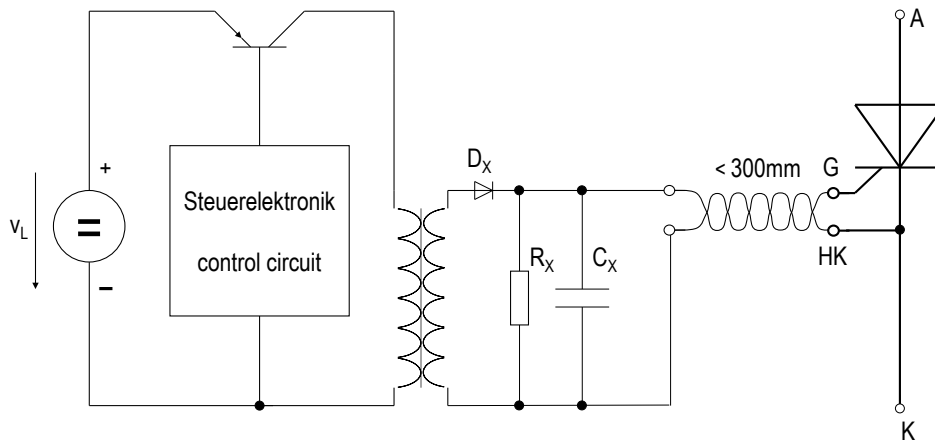 A
+
v_L
=
−
Steuerelektronik
control circuit
D_X
R_X
C_X
< 300mm
G
HK
K